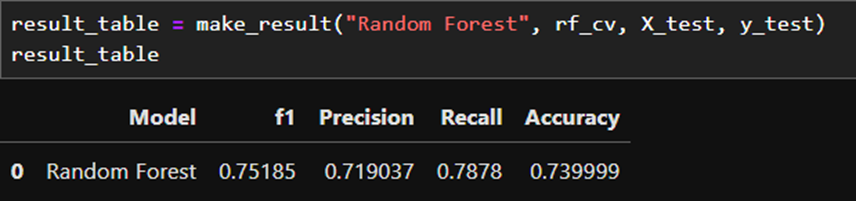 result_table = make_result("Random Forest", rf_cv, X_test, y_test)
result_table
Model f1 Precision Recall Accuracy
0 Random Forest 0.75185 0.719037 0.7878 0.739999